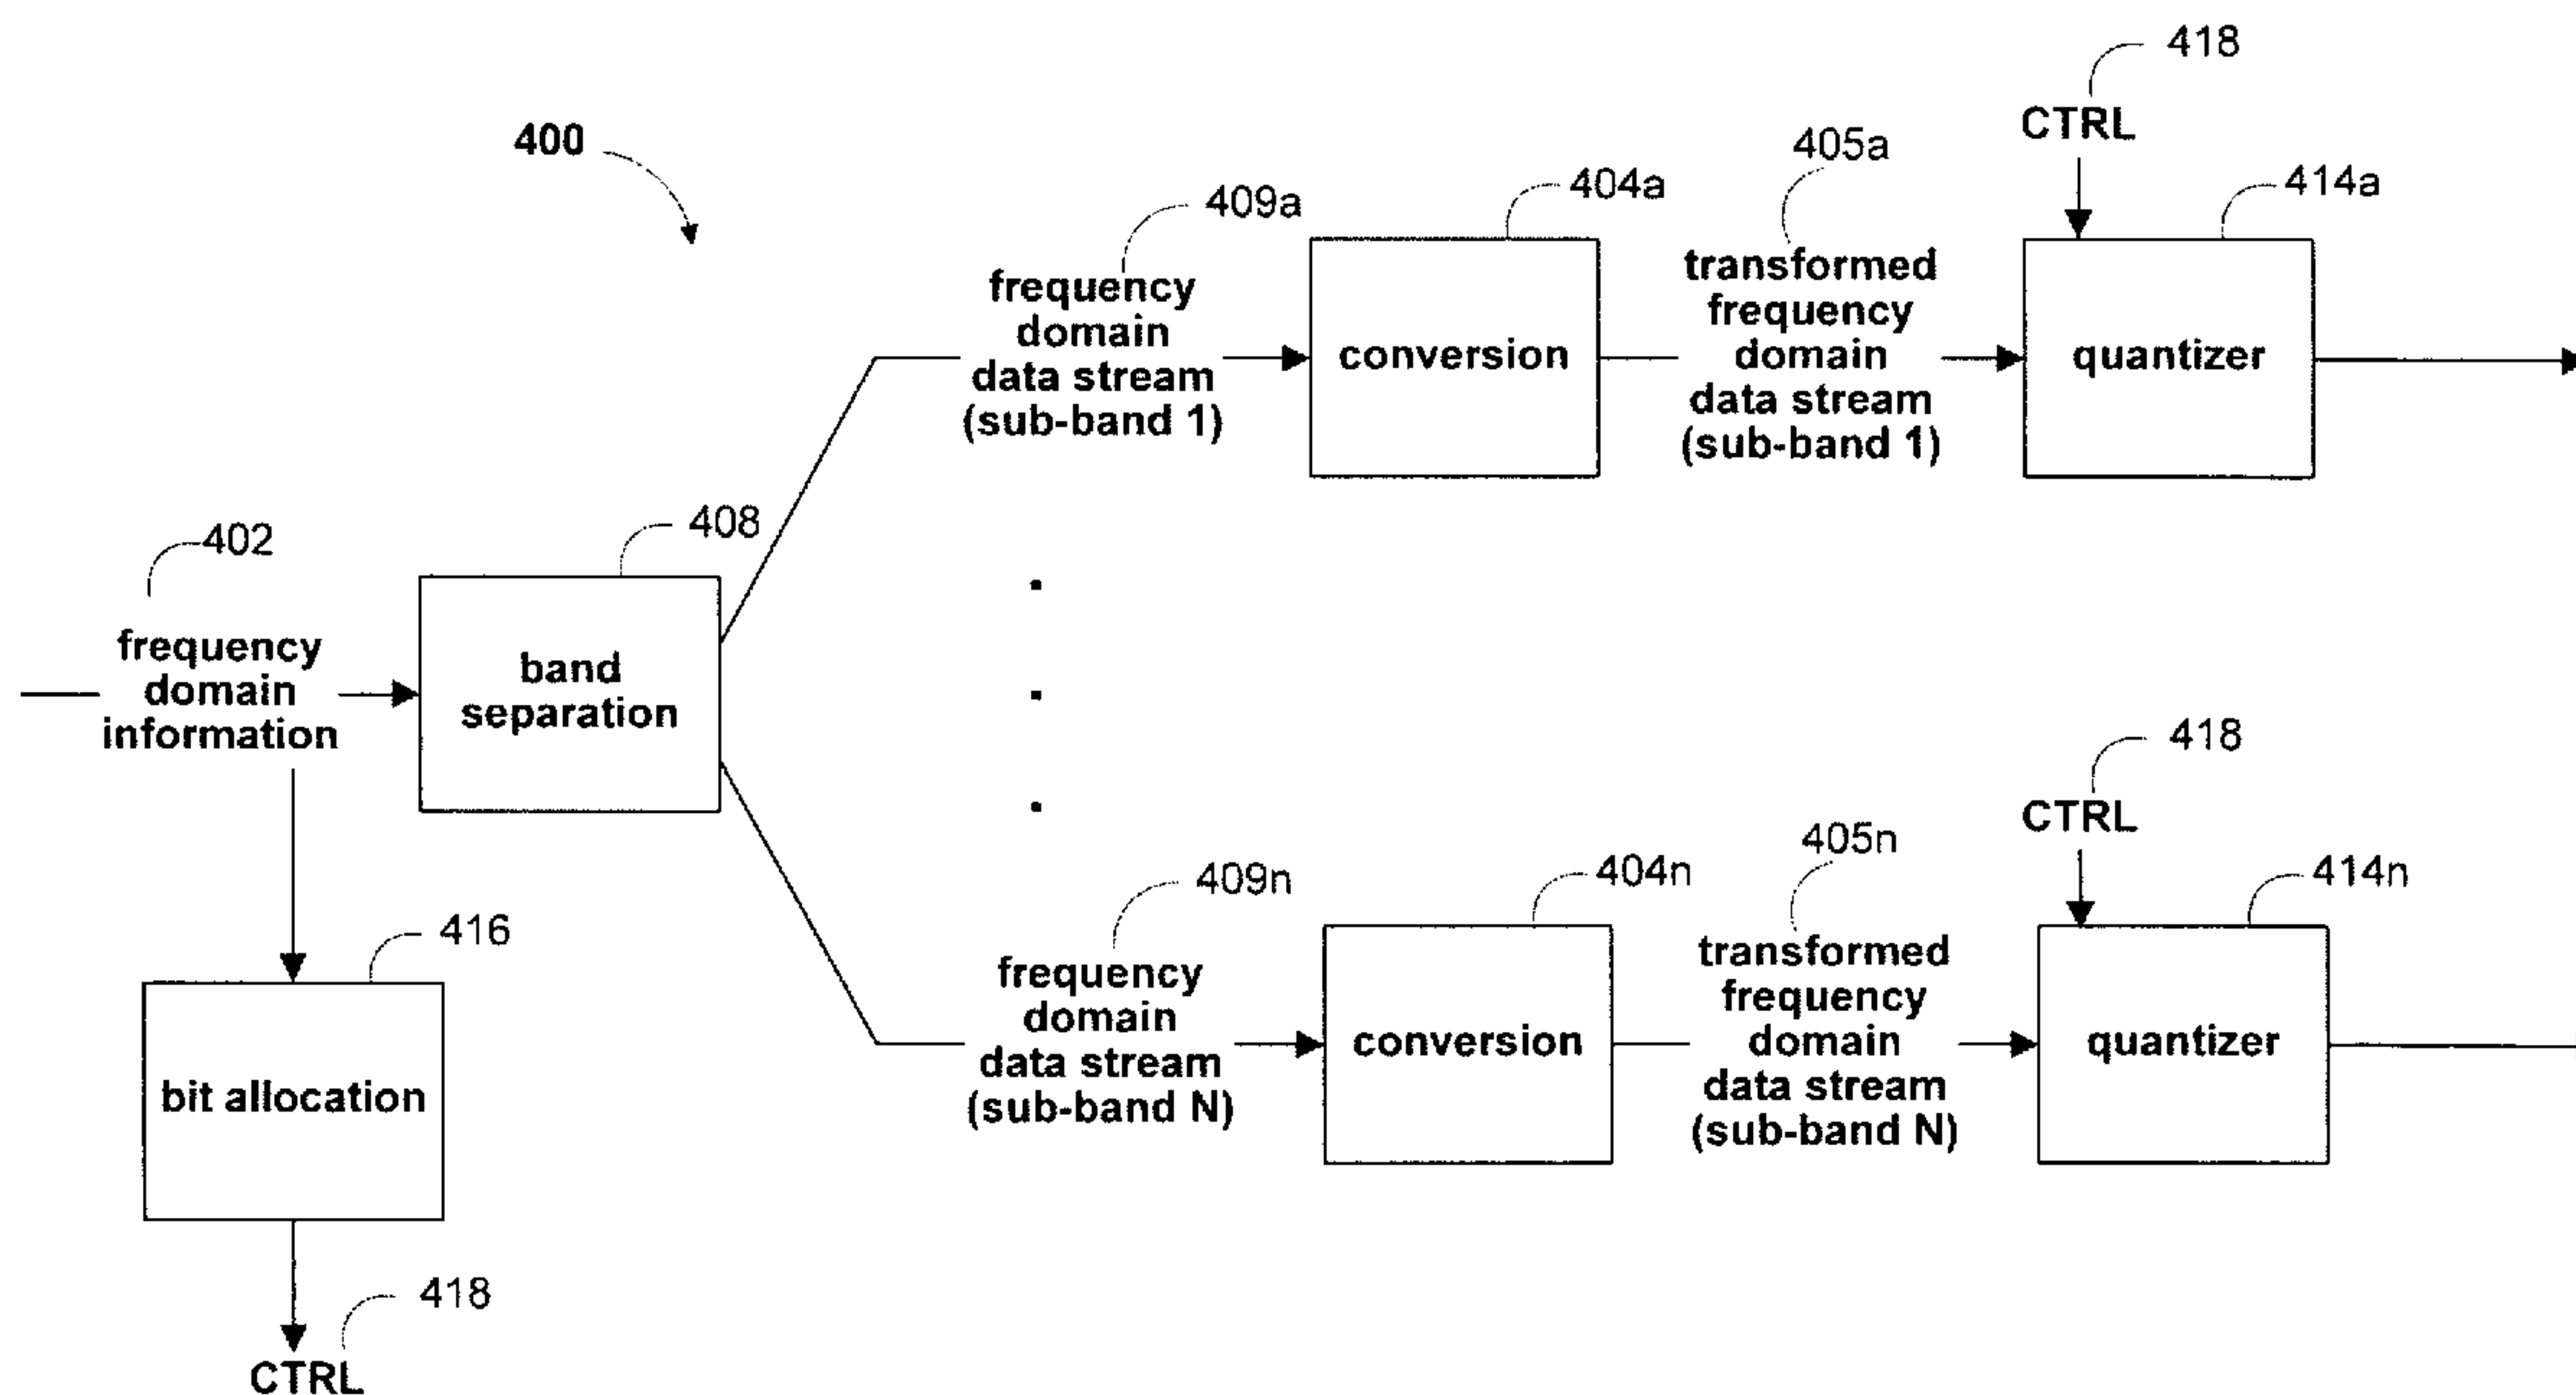 418
CTRL
400
405a
409a
404a
414a
frequency
domain
data stream
(sub-band 1)
conversion
transformed
frequency
domain
data stream
(sub-band 1)
quantizer
402
408
frequency
domain
information
band
separation
418
CTRL
409n
404n
405n
414n
frequency
domain
data stream
(sub-band N)
conversion
transformed
frequency
domain
data stream
(sub-band N)
quantizer
416
bit allocation
418
CTRL